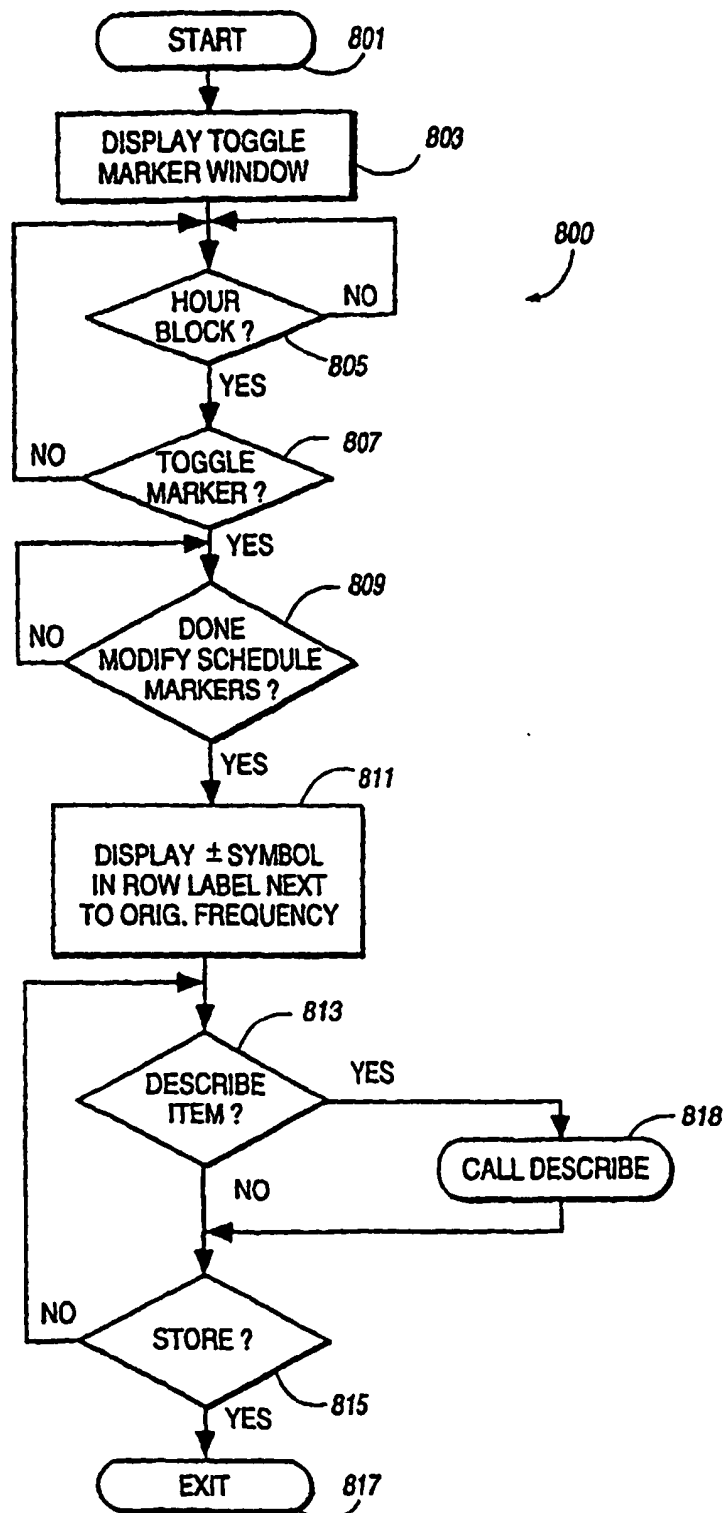 START
801
DISPLAY TOGGLE
MARKER WINDOW
803
800
HOUR
BLOCK ?
NO
805
YES
807
NO
TOGGLE
MARKER ?
YES
809
NO
DONE
MODIFY SCHEDULE
MARKERS ?
YES
811
DISPLAY ± SYMBOL
IN ROW LABEL NEXT
TO ORIG. FREQUENCY
813
DESCRIBE
ITEM ?
YES
818
CALL DESCRIBE
NO
NO
STORE ?
815
YES
EXIT
817